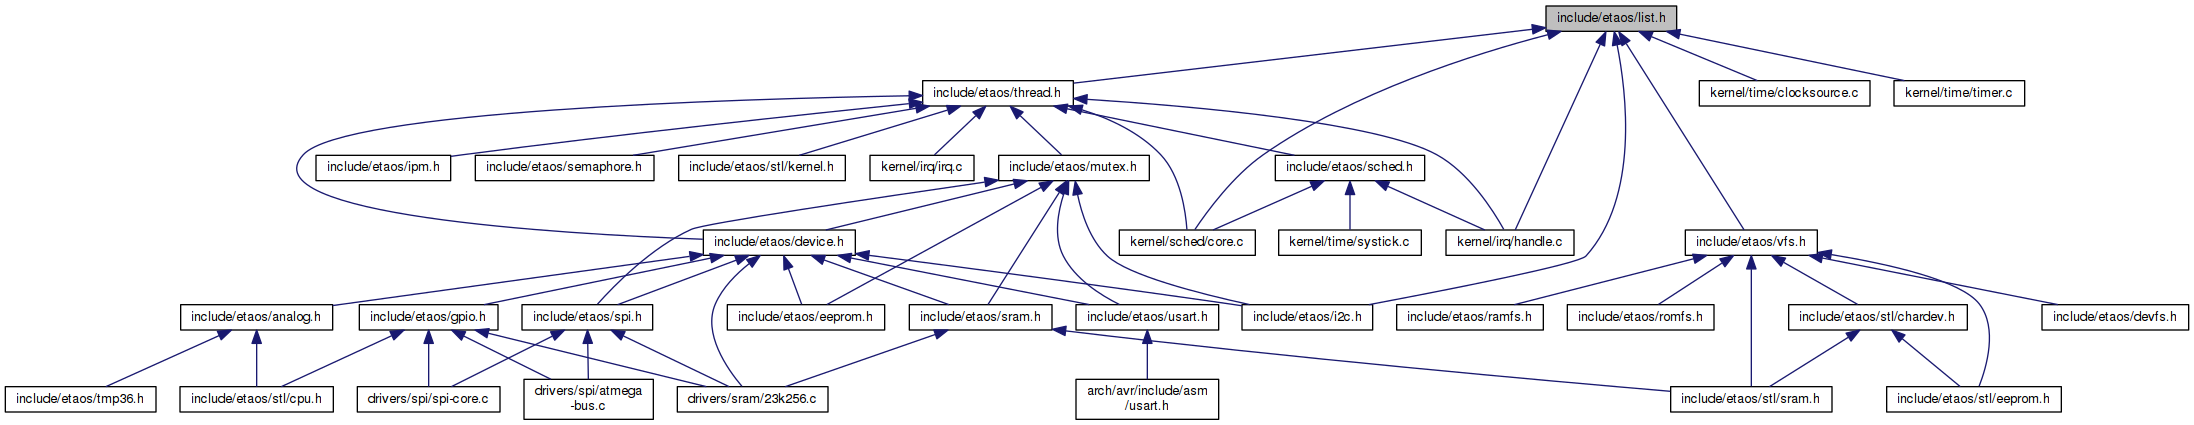 include/etaos/list.h
include/etaos/thread.h
kernel/time/clocksource.c
kernel/time/timer.c
include/etaos/ipm.h
include/etaos/semaphore.h
include/etaos/stl/kernel.h
kernel/irq/irq.c
include/etaos/mutex.h
include/etaos/sched.h
include/etaos/device.h
kernel/sched/core.c
kernel/time/systick.c
kernel/irq/handle.c
include/etaos/vfs.h
include/etaos/analog.h
include/etaos/gpio.h
include/etaos/spi.h
include/etaos/eeprom.h
include/etaos/sram.h
include/etaos/usart.h
include/etaos/i2c.h
include/etaos/ramfs.h
include/etaos/romfs.h
include/etaos/stl/chardev.h
include/etaos/devfs.h
include/etaos/tmp36.h
include/etaos/stl/cpu.h
drivers/spi/spi-core.c
drivers/spi/atmega
-bus.c
drivers/sram/23k256.c
arch/avr/include/asm
/usart.h
include/etaos/stl/sram.h
include/etaos/stl/eeprom.h